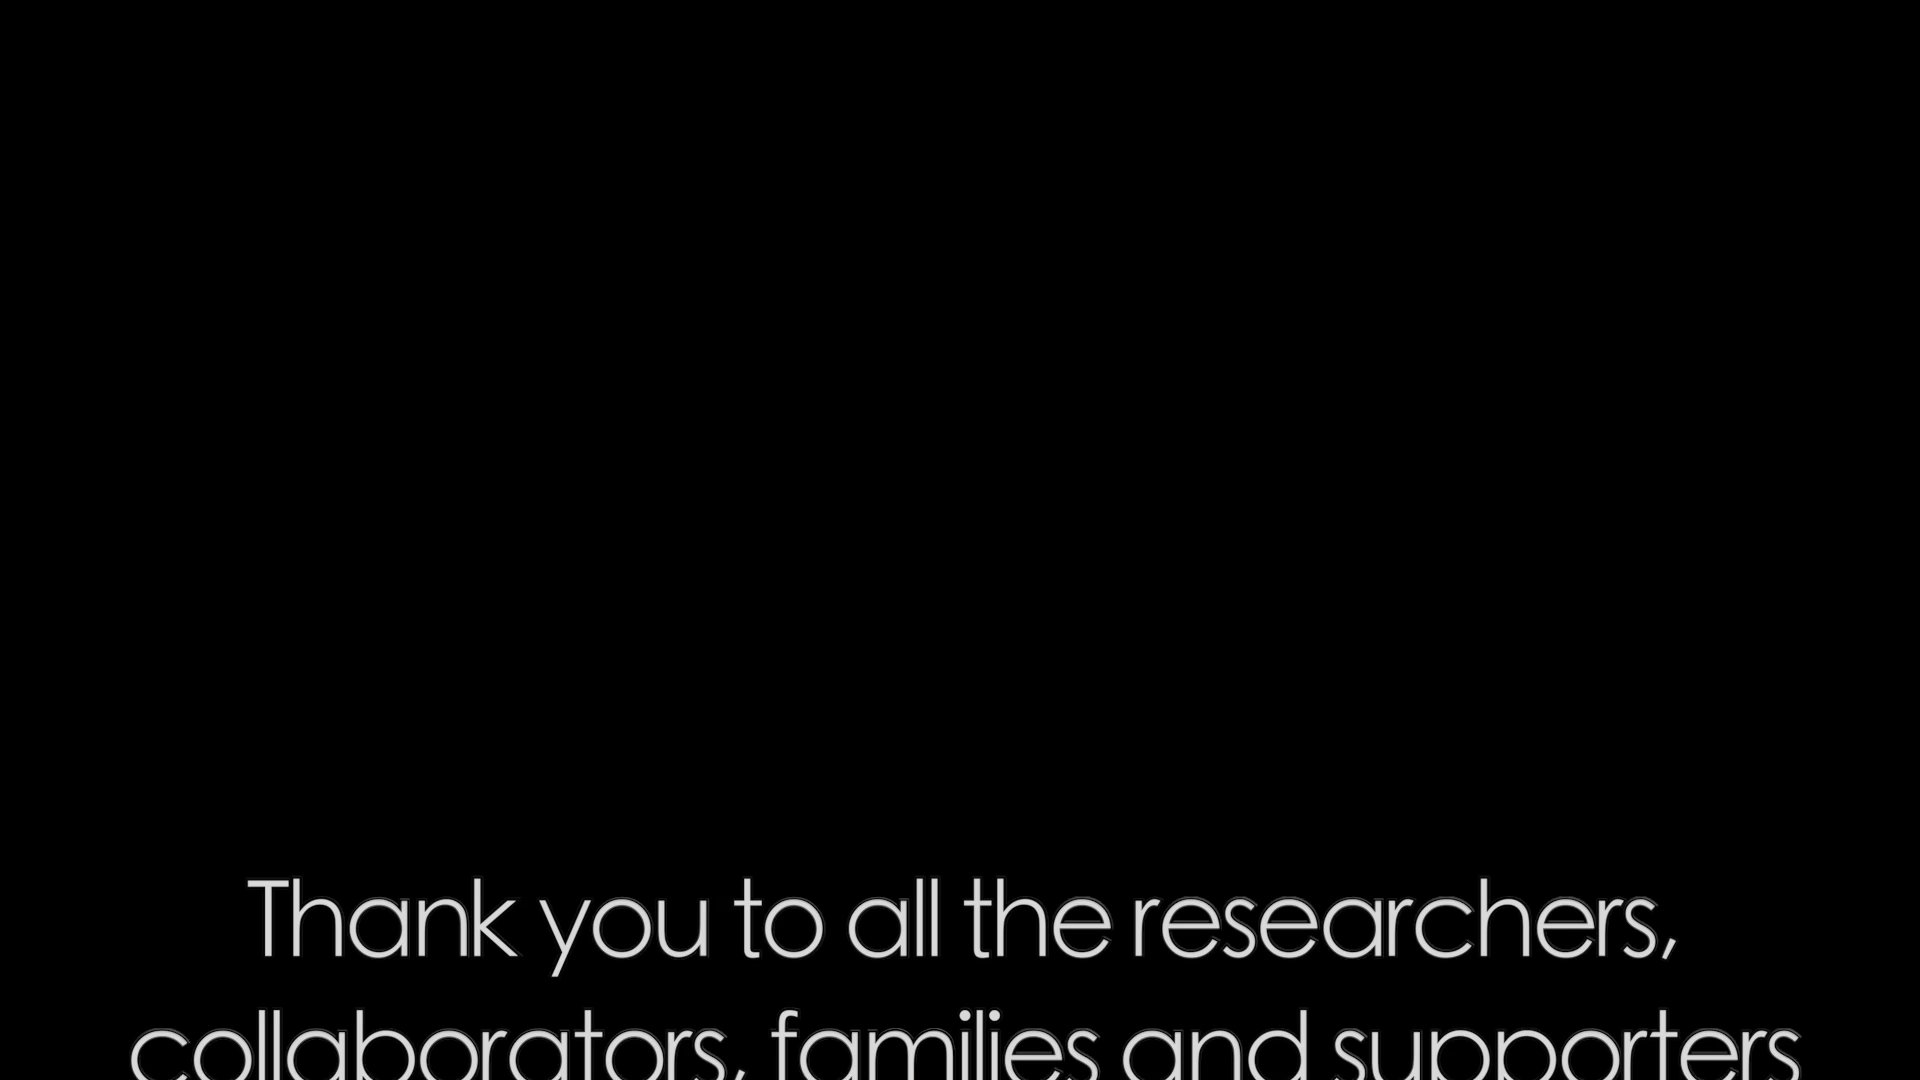 Thank you to all the researchers,
collaborators, families and supporters